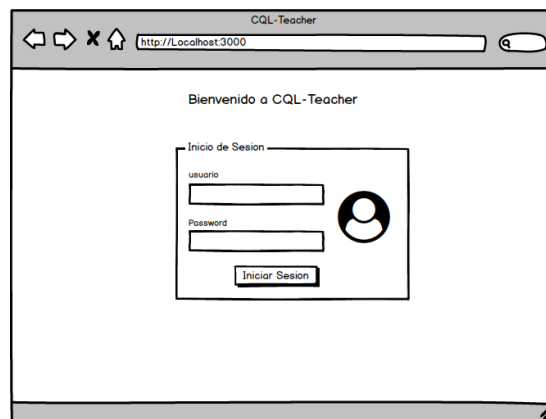 CQL-Teacher
http://Localhost:3000
Bienvenido a CQL-Teacher
Inicio de Sesion
usuario
Password
Iniciar Sesion